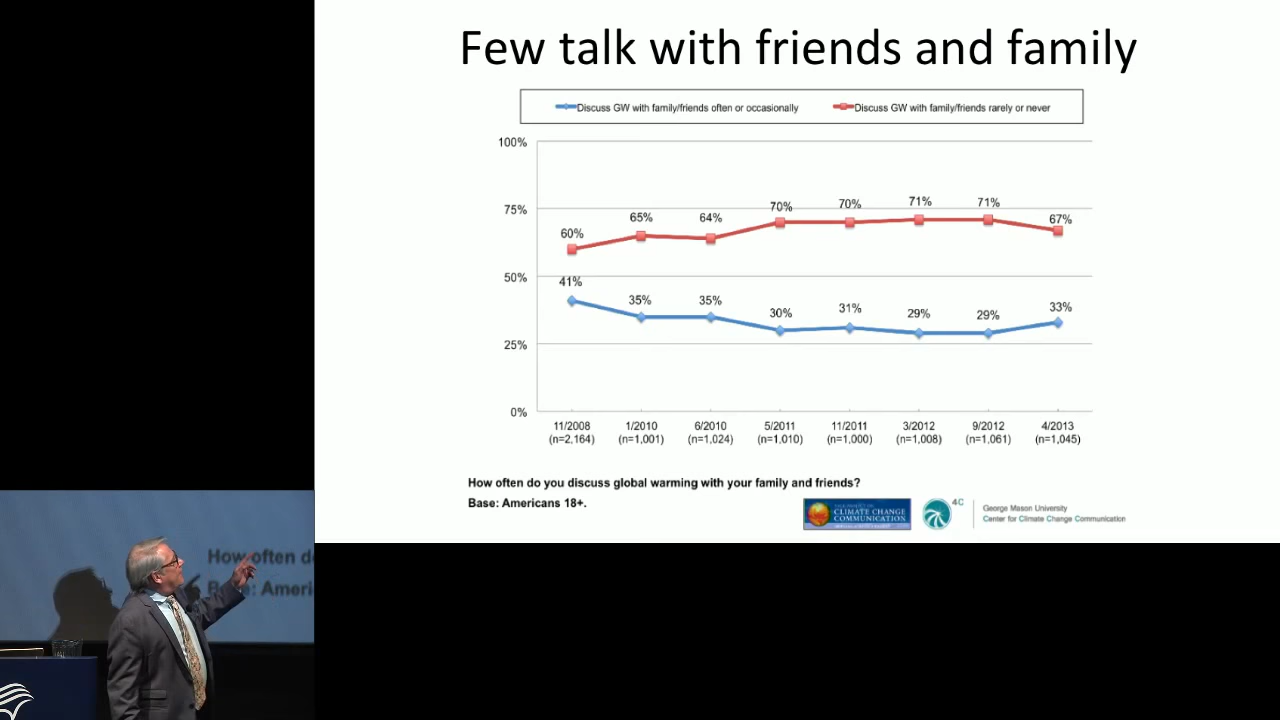 Few talk with friends and family
Discuss GW with family/friends often or occasionally
Discuss GW with family/friends rarely or never
100%
75%
50%
25%
0%
60%
65%
64%
70%
70%
71%
71%
67%
41%
35%
35%
30%
31%
29%
29%
33%
11/2008
(n=2,164)
1/2010
(n=1,001)
6/2010
(n=1,024)
5/2011
(n=1,010)
11/2011
(n=1,000)
3/2012
(n=1,008)
9/2012
(n=1,061)
4/2013
(n=1,045)
How often do you discuss global warming with your family and friends?
Base: Americans 18+.
CLIMATE CHANGE
COMMUNICATION
4C
George Mason University
Center for Climate Change Communication
How often d
Base: Ameri